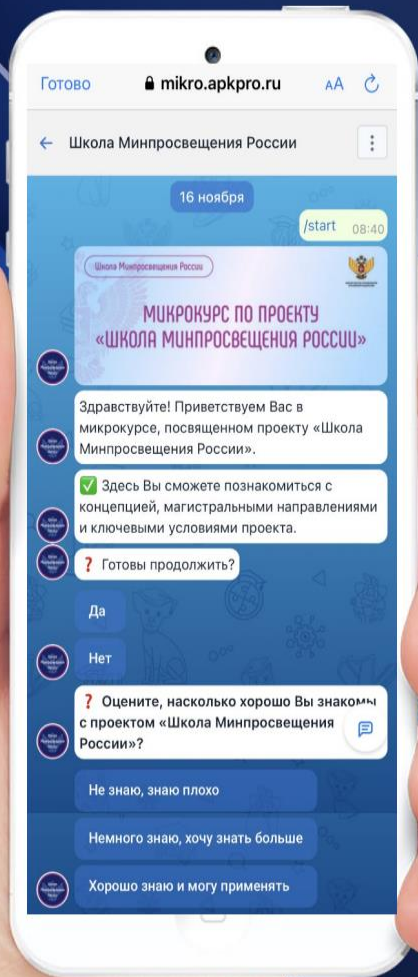 Готово
mikro.apkpro.ru
АА
Школа Минпросвещения России
16 ноября
/start 08:40
Школа Минпросвещения России
МИКРОКУРС ПО ПРОЕКТУ
«ШКОЛА МИНПРОСВЕЩЕНИЯ РОССИИ»
Здравствуйте! Приветствуем Вас в
микрокурсе, посвященном проекту «Школа
Минпросвещения России».
✅ Здесь Вы сможете познакомиться с
концепцией, магистральными направлениями
и ключевыми условиями проекта.
❓ Готовы продолжить?
Да
Нет
❓ Оцените, насколько хорошо Вы знакомы
с проектом «Школа Минпросвещения
России»?
Не знаю, знаю плохо
Немного знаю, хочу знать больше
Хорошо знаю и могу применять